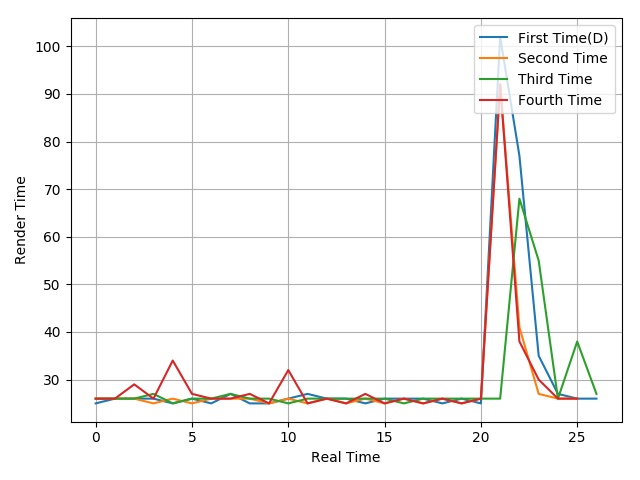 First Time(D)
Second Time
Third Time
Fourth Time
100
90
80
70
60
50
40
30
Render Time
0 5 10 15 20 25
Real Time